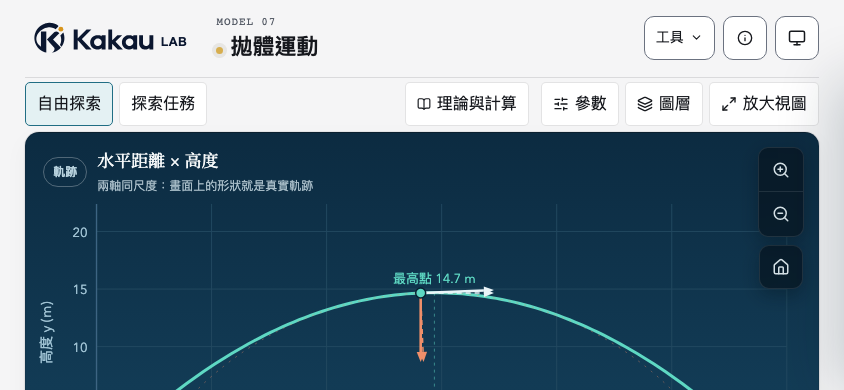 Kakau LAB
MODEL 07
拋體運動
工具
自由探索
探索任務
理論與計算
參數
圖層
放大視圖
軌跡
水平距離 × 高度
兩軸同尺度：畫面上的形狀就是真實軌跡
20
最高點 14.7 m
15
高度 y (m)
10